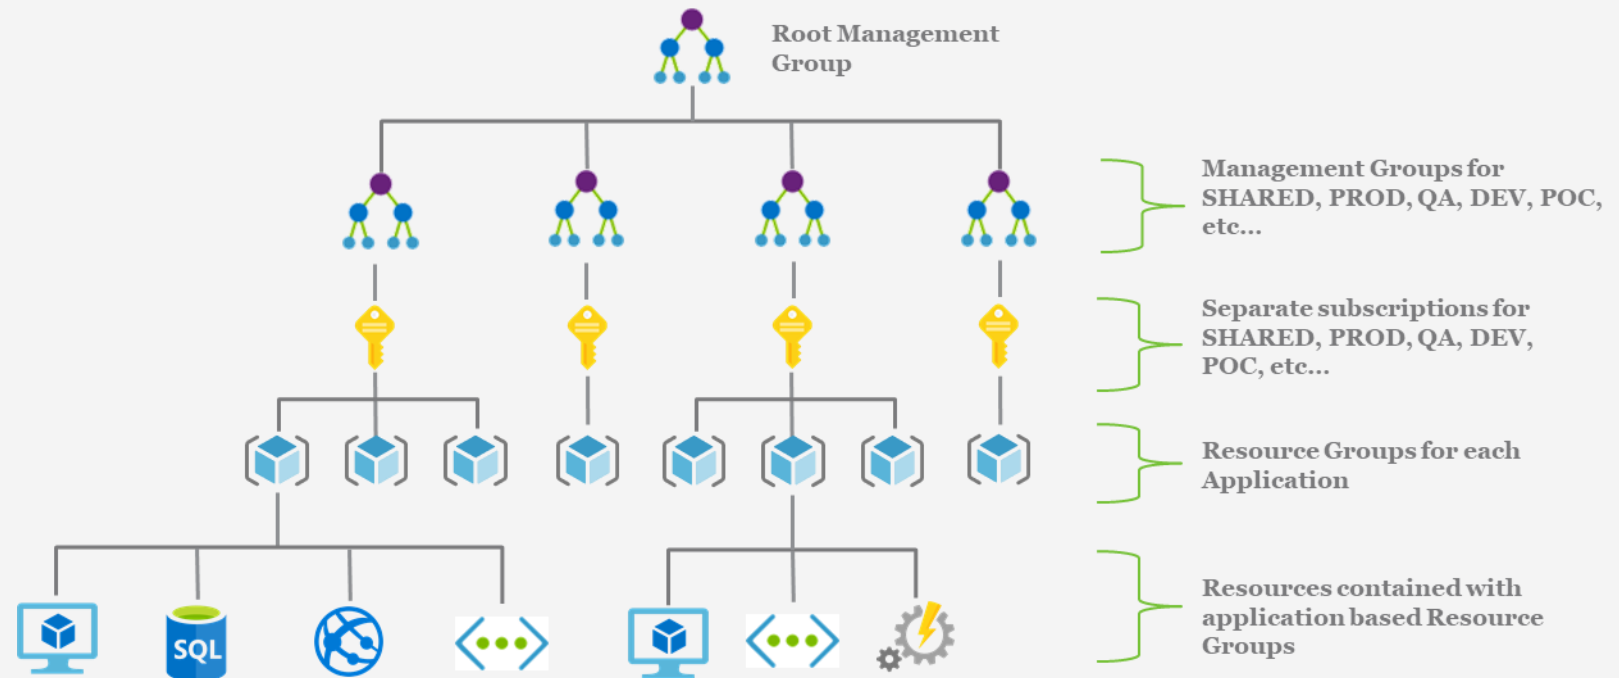 Root Management
Group
Management Groups for
SHARED, PROD, QA, DEV, POC,
etc...
Separate subscriptions for
SHARED, PROD, QA, DEV,
POC, etc...
Resource Groups for each
Application
Resources contained with
application based Resource
Groups
SQL